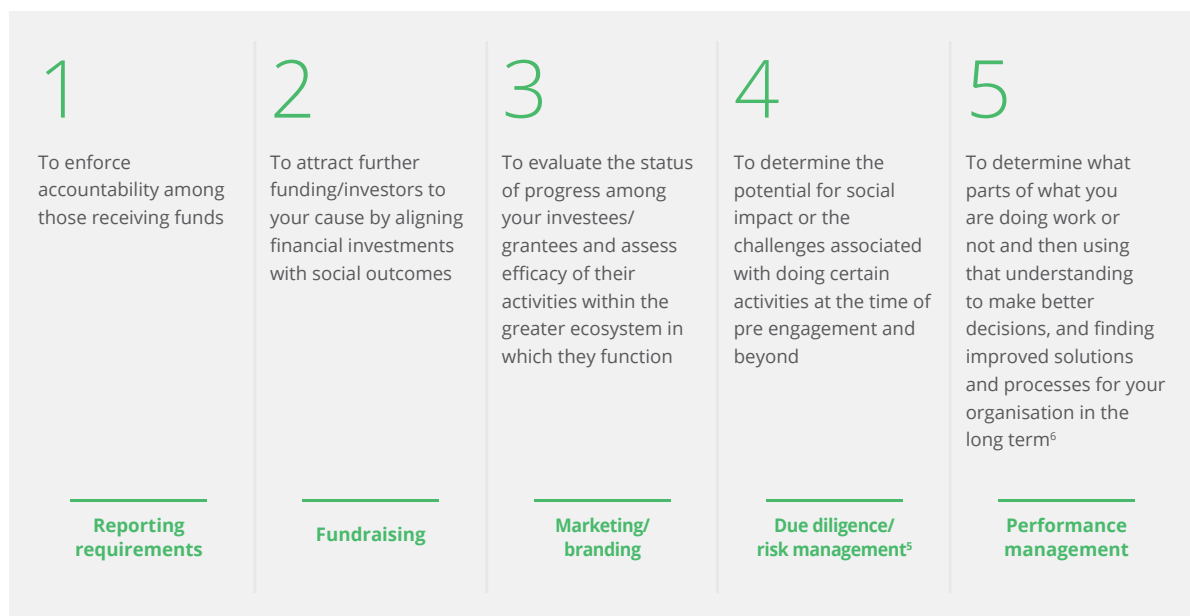 1
To enforce
accountability among
those receiving funds
Reporting
requirements
2
To attract further
funding/investors to
your cause by aligning
financial investments
with social outcomes
Fundraising
3
To evaluate the status
of progress among
your investees/
grantees and assess
efficacy of their
activities within the
greater ecosystem in
which they function
Marketing/
branding
4
To determine the
potential for social
impact or the
challenges associated
with doing certain
activities at the time of
pre engagement and
beyond
Due diligence/
risk management⁵
5
To determine what
parts of what you
are doing work or
not and then using
that understanding
to make better
decisions, and finding
improved solutions
and processes for your
organisation in the
long term⁶
Performance
management